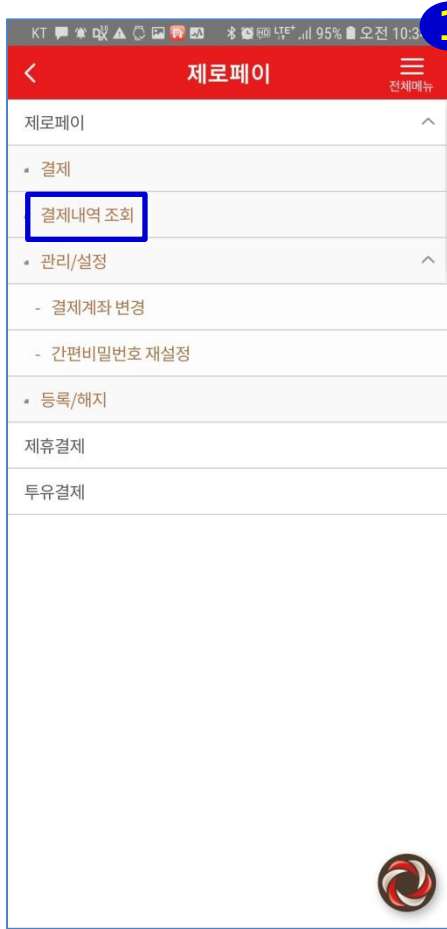 KT LTE+ 95% 오전 10:3
1
제로페이
전체메뉴
제로페이
결제
결제내역 조회
관리/설정
- 결제계좌 변경
- 간편비밀번호 재설정
등록/해지
제휴결제
투유결제